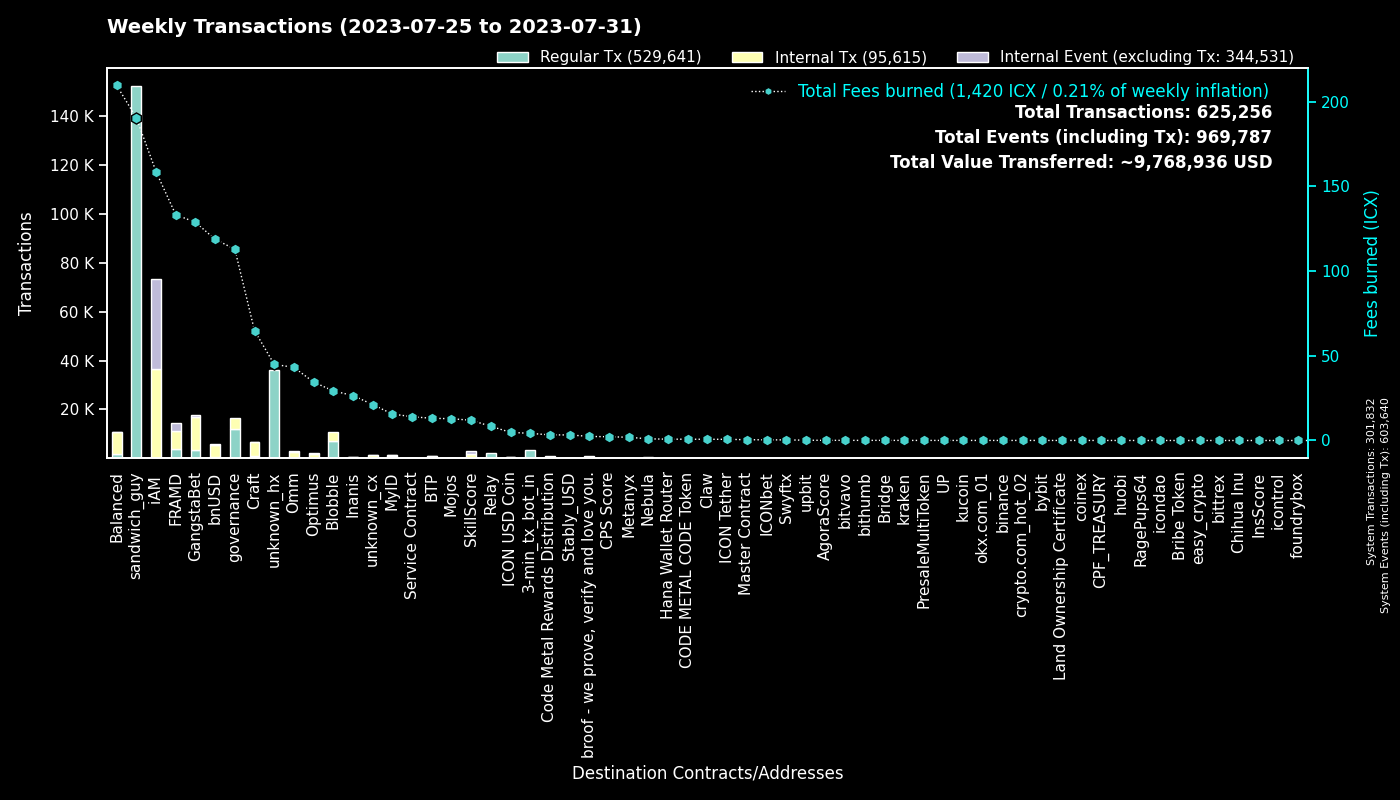 Weekly Transactions (2023-07-25 to 2023-07-31)
Regular Tx (529,641)
Internal Tx (95,615)
Internal Event (excluding Tx: 344,531)
Total Fees burned (1,420 ICX / 0.21% of weekly inflation)
Total Transactions: 625,256
Total Events (including Tx): 969,787
Total Value Transferred: ~9,768,936 USD
Transactions
140 K
120 K
100 K
80 K
60 K
40 K
20 K
200
150
100
50
0
Fees burned (ICX)
System Transactions: 301,832
System Events (including Tx): 603,640
Balanced
sandwich_guy
iAM
FRAMD
GangstaBet
bnUSD
governance
Craft
unknown_hx
Omm
Optimus
Blobble
Inanis
unknown_cx
MyID
Service Contract
BTP
Mojos
SkillScore
Relay
ICON USD Coin
3-min_tx_bot_in
Code Metal Rewards Distribution
Stably_USD
broof - we prove, verify and love you.
CPS Score
Metanyx
Nebula
Hana Wallet Router
CODE METAL CODE Token
Claw
ICON Tether
Master Contract
ICONbet
Swyftx
upbit
AgoraScore
bitvavo
bithumb
Bridge
kraken
PresaleMultiToken
UP
kucoin
okx.com_01
binance
crypto.com_hot_02
bybit
Land Ownership Certificate
coinex
CPF_TREASURY
huobi
RagePups64
icondao
Bribe Token
easy_crypto
bittrex
Chihua Inu
InsScore
icontrol
foundrybox
Destination Contracts/Addresses